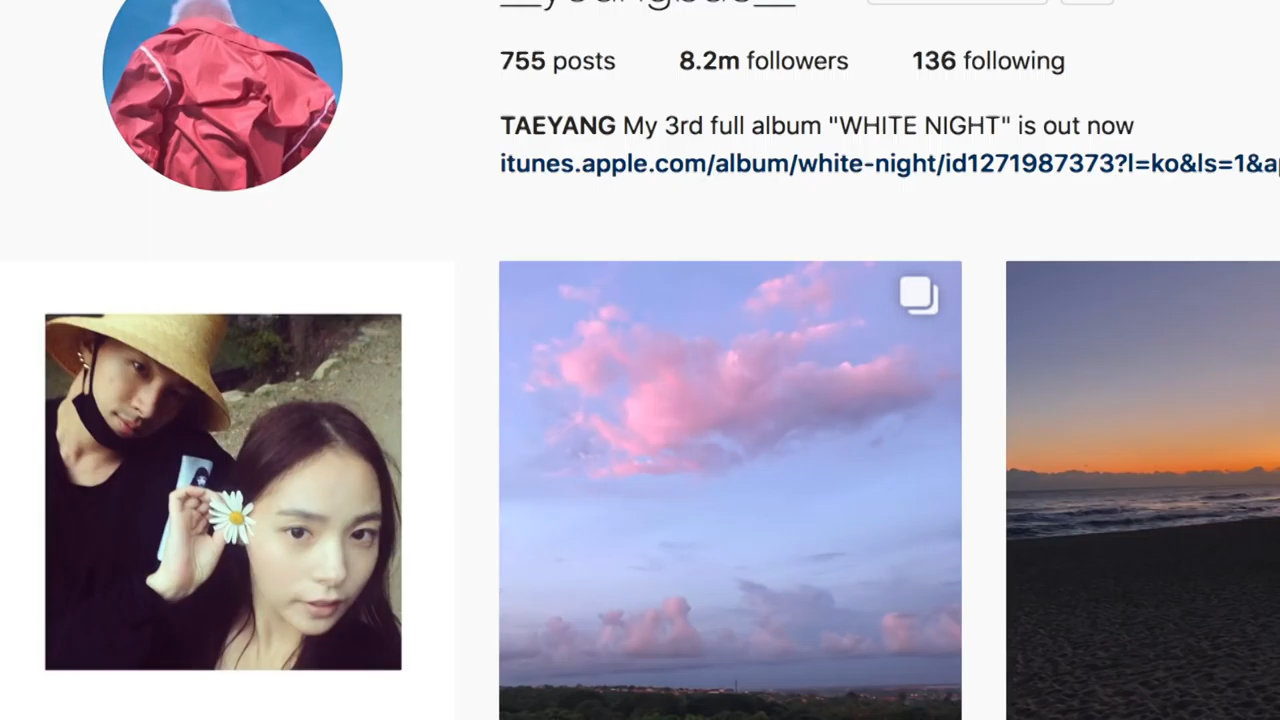 755 posts 8.2m followers 136 following
TAEYANG My 3rd full album "WHITE NIGHT" is out now
itunes.apple.com/album/white-night/id1271987373?l=ko&ls=1&a